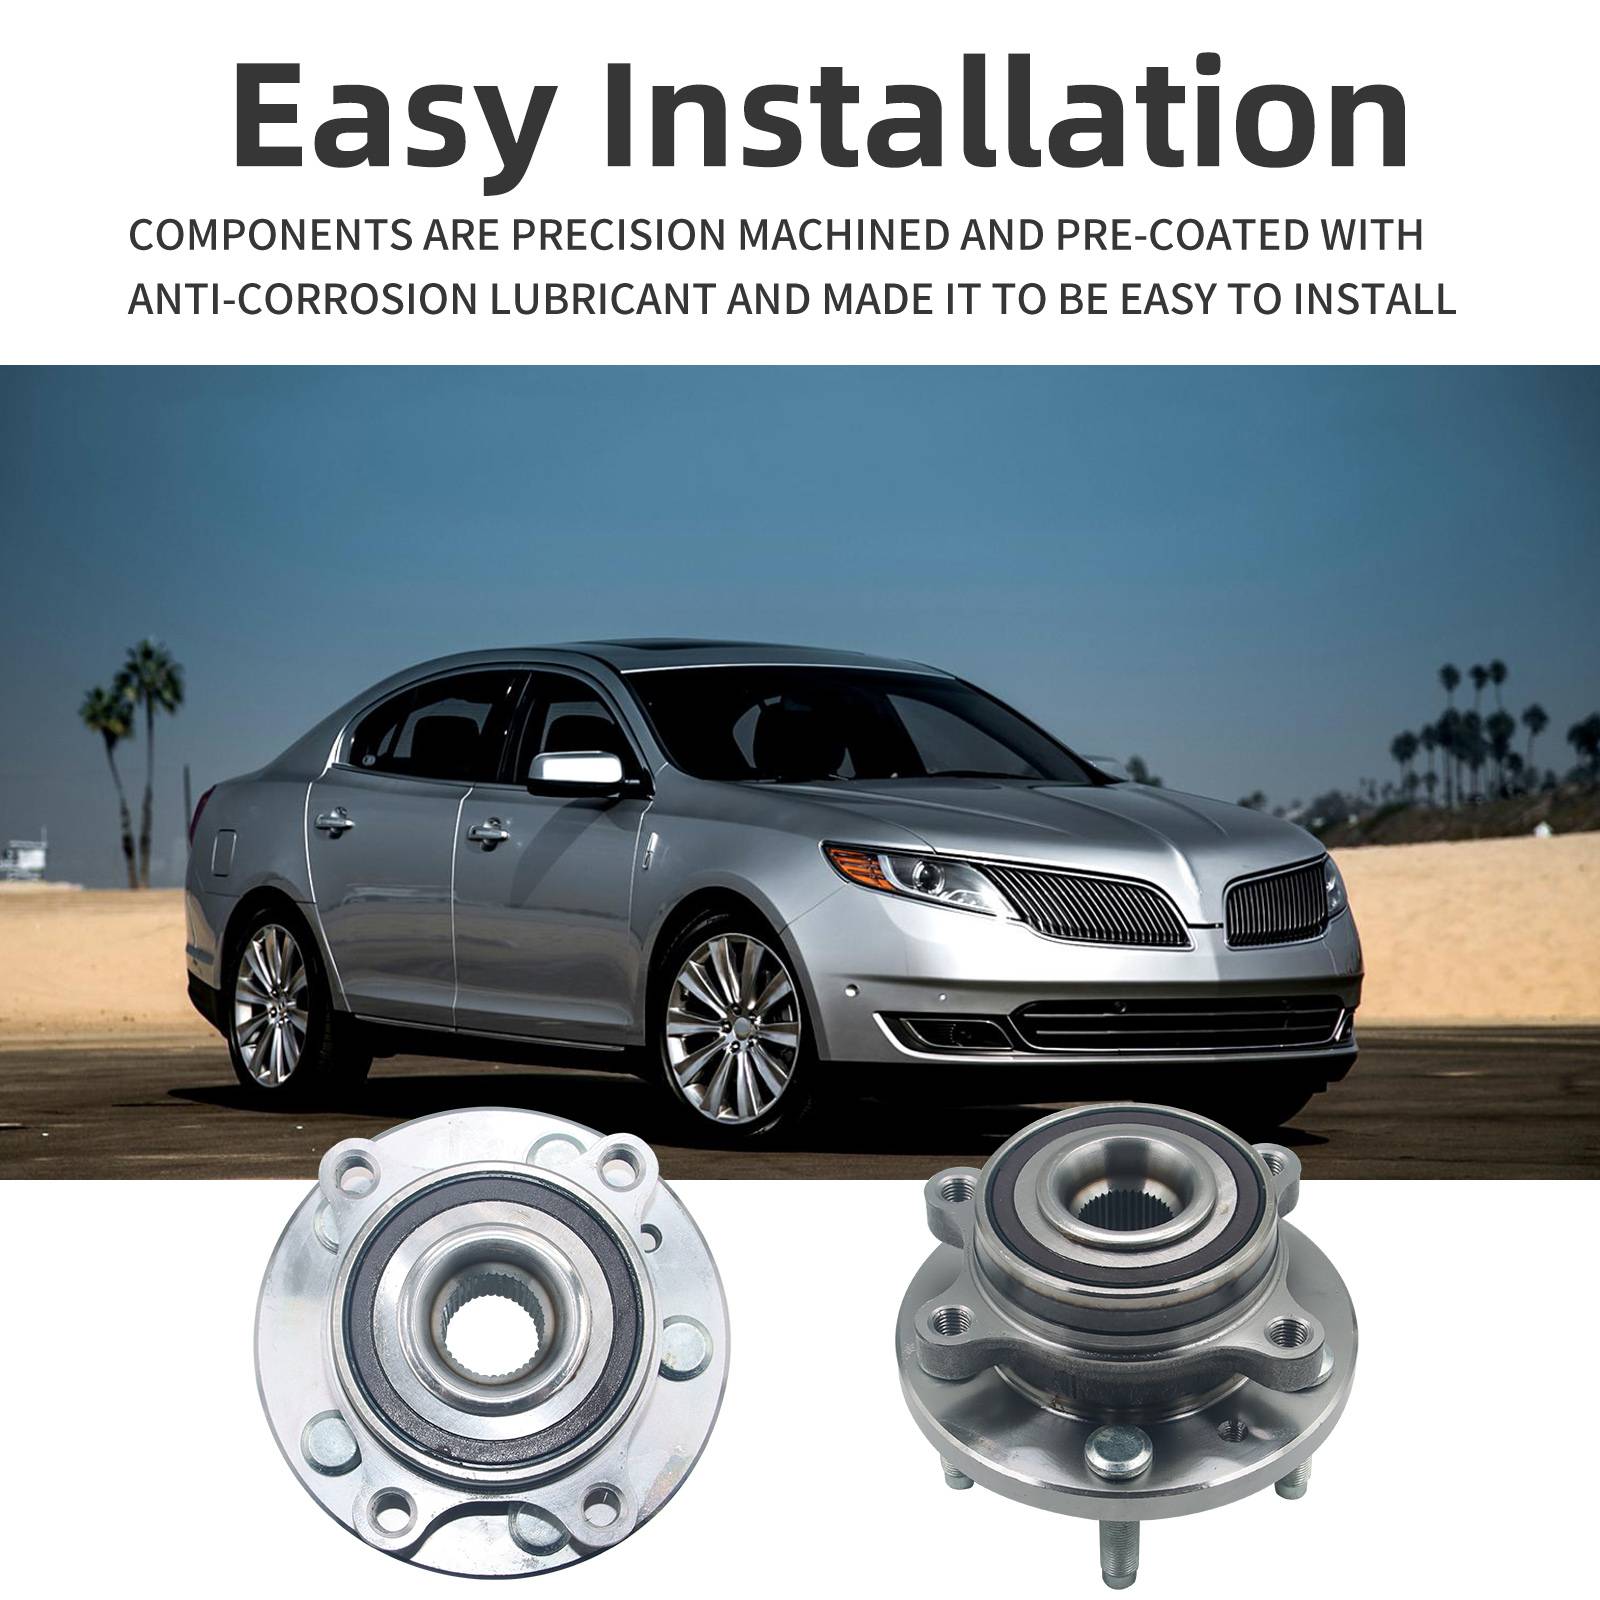 Easy Installation
COMPONENTS ARE PRECISION MACHINED AND PRE-COATED WITH
ANTI-CORROSION LUBRICANT AND MADE IT TO BE EASY TO INSTALL